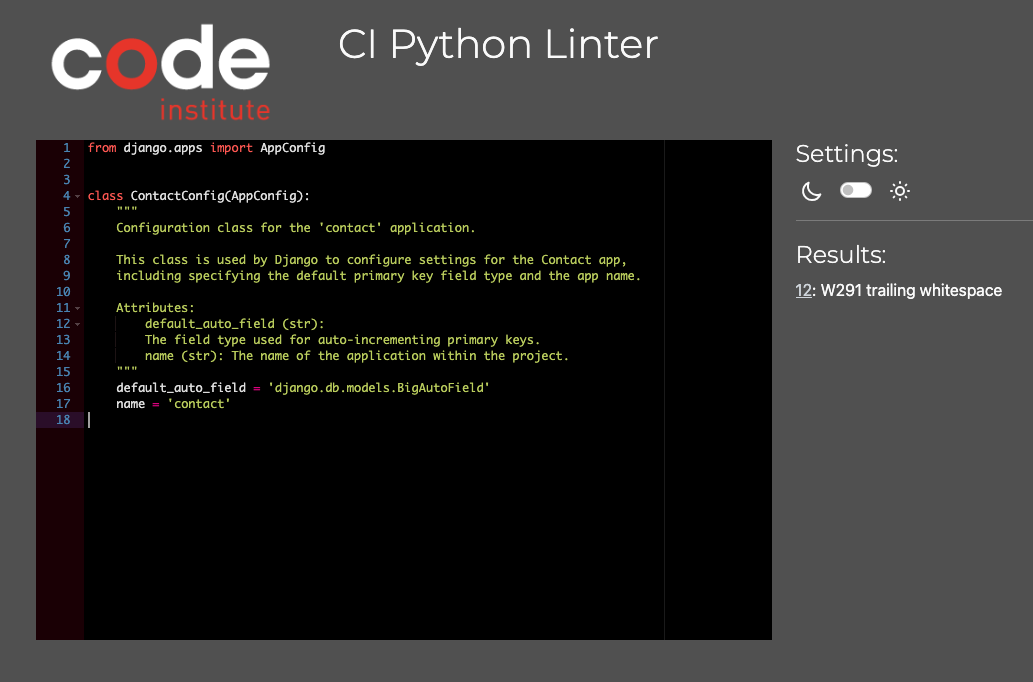 code
institute
CI Python Linter
1 from django.apps import AppConfig
2
3
4 class ContactConfig(AppConfig):
5     """
6     Configuration class for the 'contact' application.
7
8     This class is used by Django to configure settings for the Contact app,
9     including specifying the default primary key field type and the app name.
10
11     Attributes:
12         default_auto_field (str):
13         The field type used for auto-incrementing primary keys.
14         name (str): The name of the application within the project.
15     """
16     default_auto_field = 'django.db.models.BigAutoField'
17     name = 'contact'
18
Settings:
Results:
12: W291 trailing whitespace